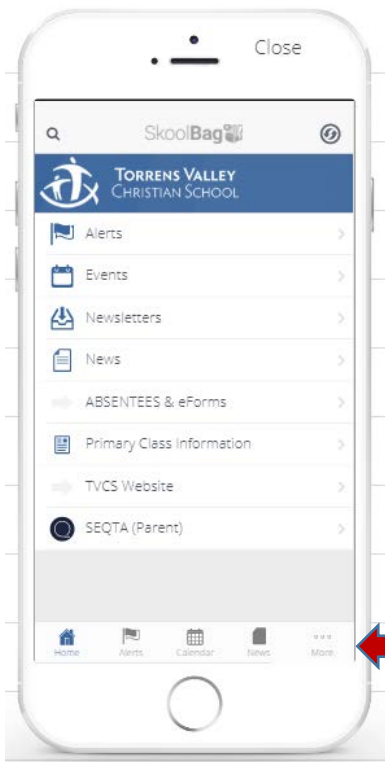 Close
SkoolBag
TORRENS VALLEY
CHRISTIAN SCHOOL
Alerts
Events
Newsletters
News
ABSENTEES & eForms
Primary Class Information
TVCS Website
SEQTA (Parent)
Home Alerts Calendar News More